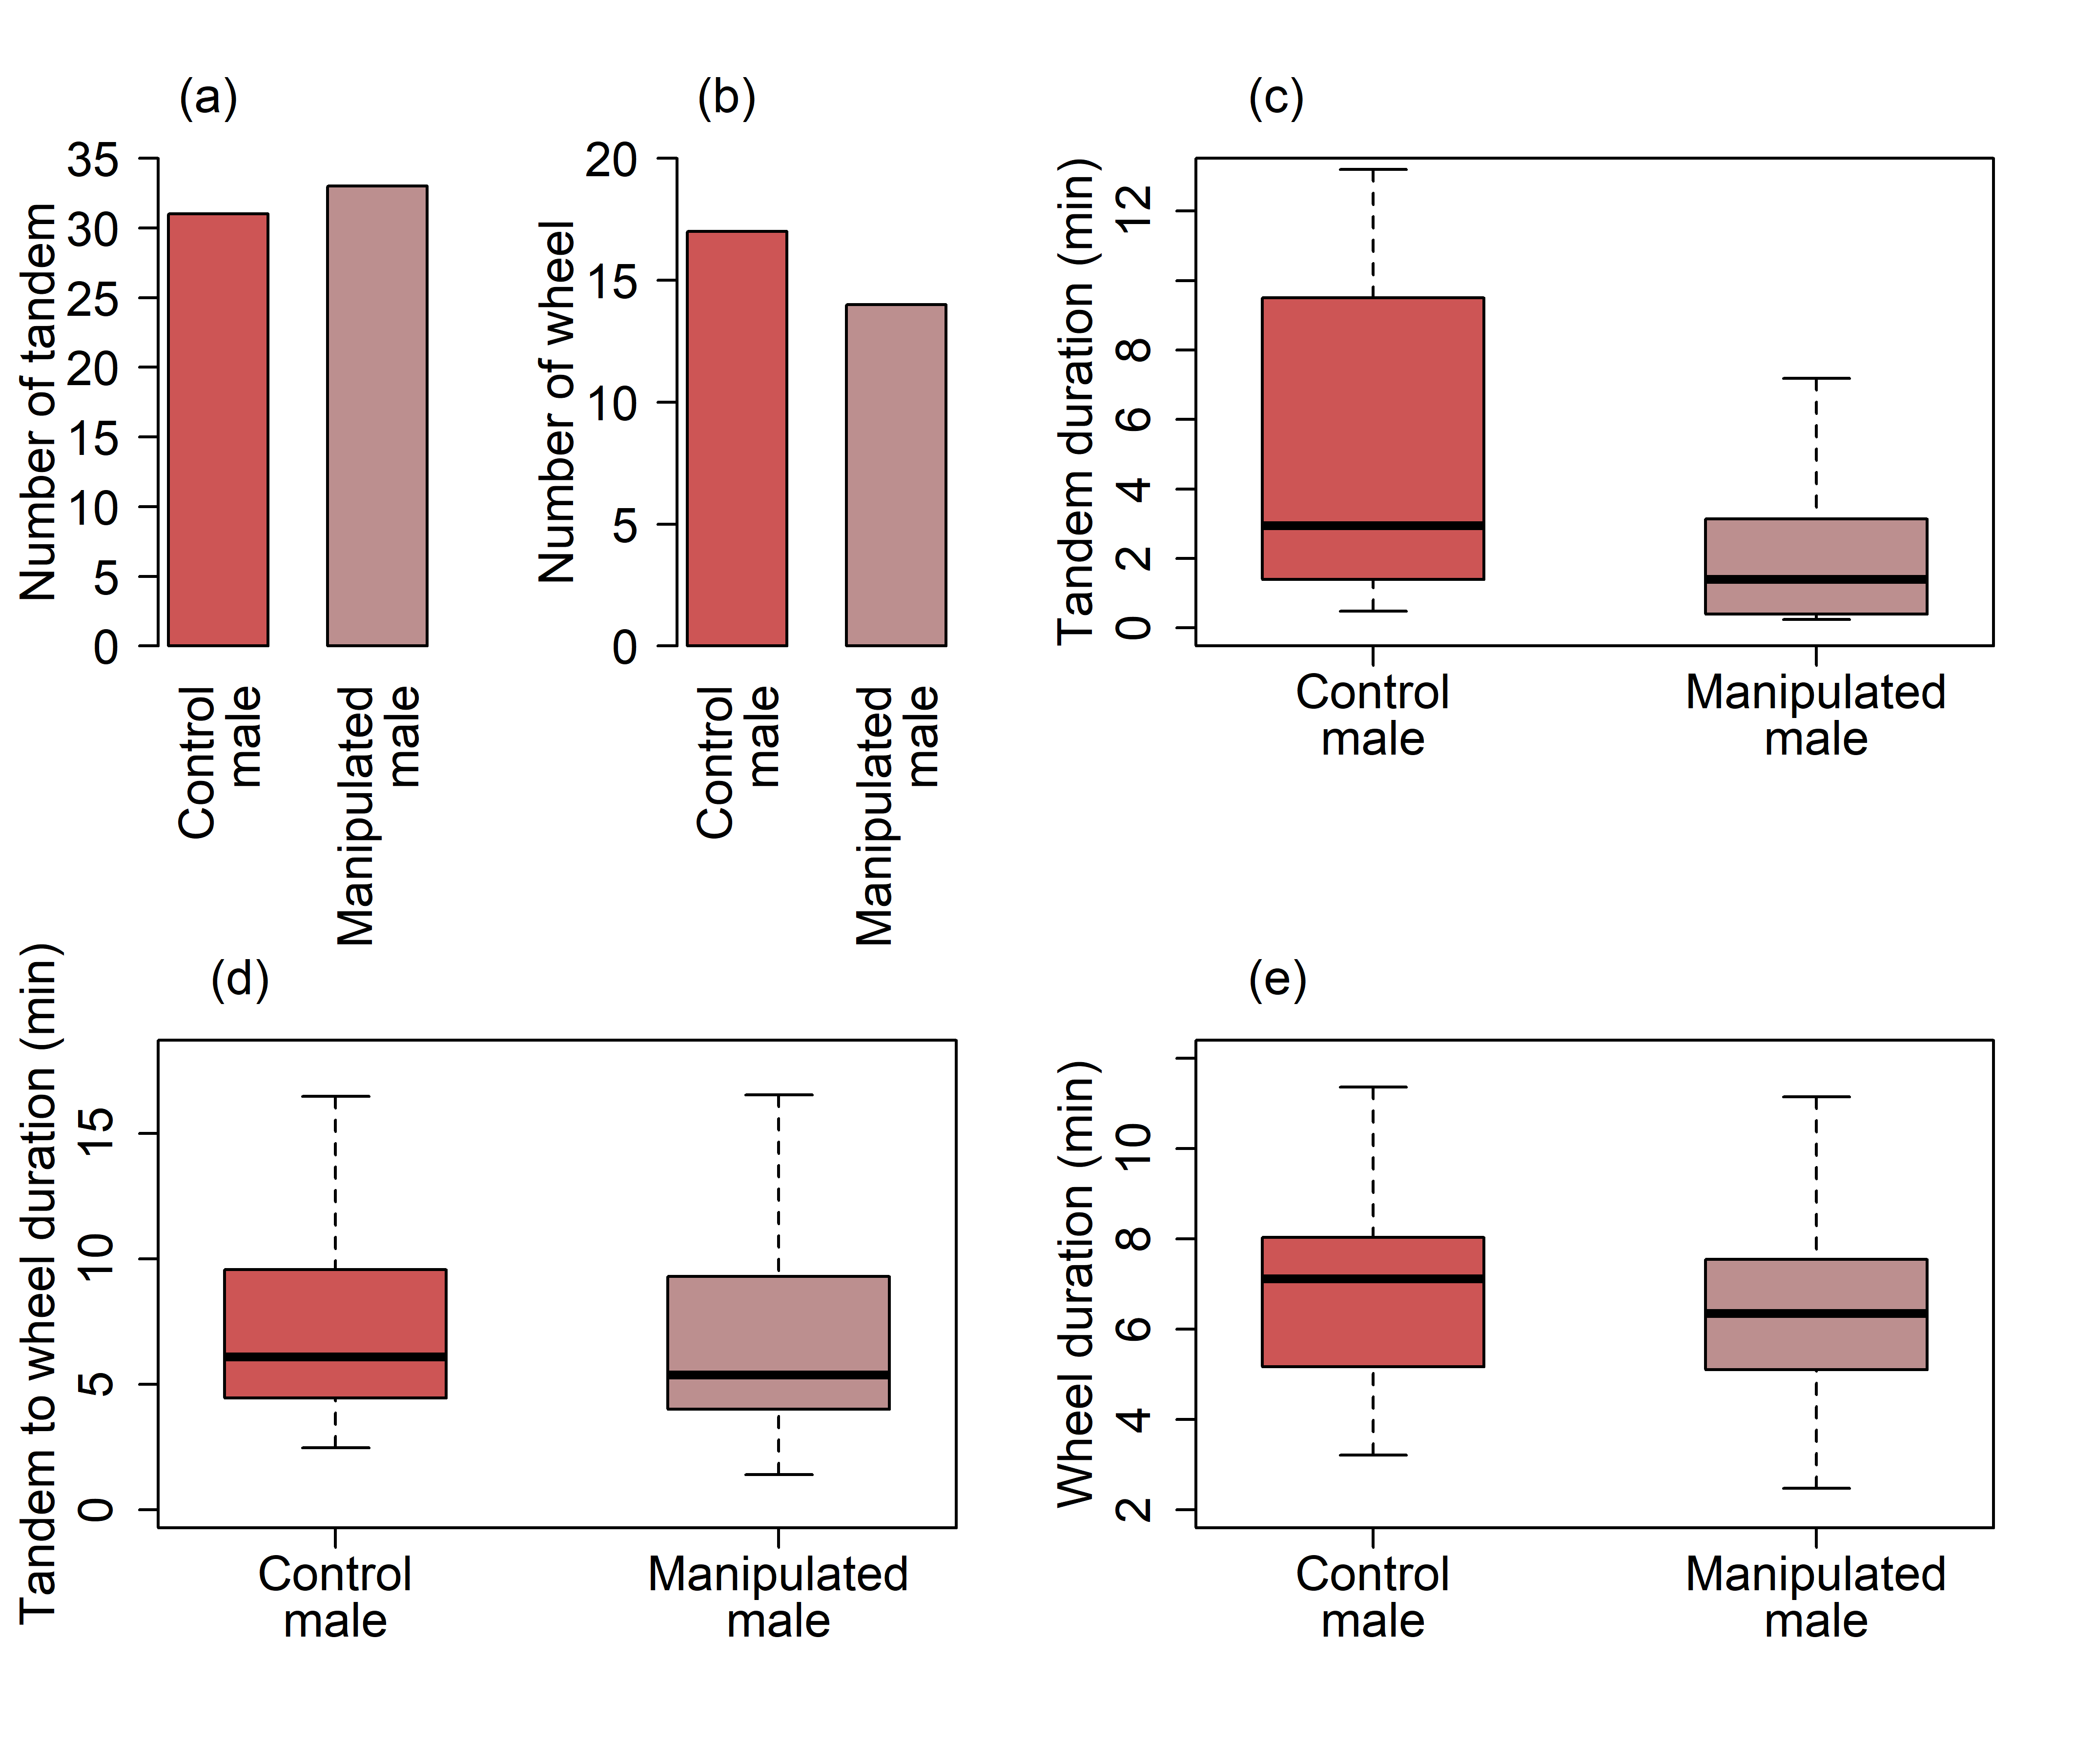 (a)
Number of tandem
35
30
25
20
15
10
5
0
Control
male
Manipulated
male
(b)
Number of wheel
20
15
10
5
0
Control
male
Manipulated
male
(c)
Tandem duration (min)
12
8
6
4
2
0
Control
male
Manipulated
male
(d)
Tandem to wheel duration (min)
15
10
5
0
Control
male
Manipulated
male
(e)
Wheel duration (min)
10
8
6
4
2
Control
male
Manipulated
male